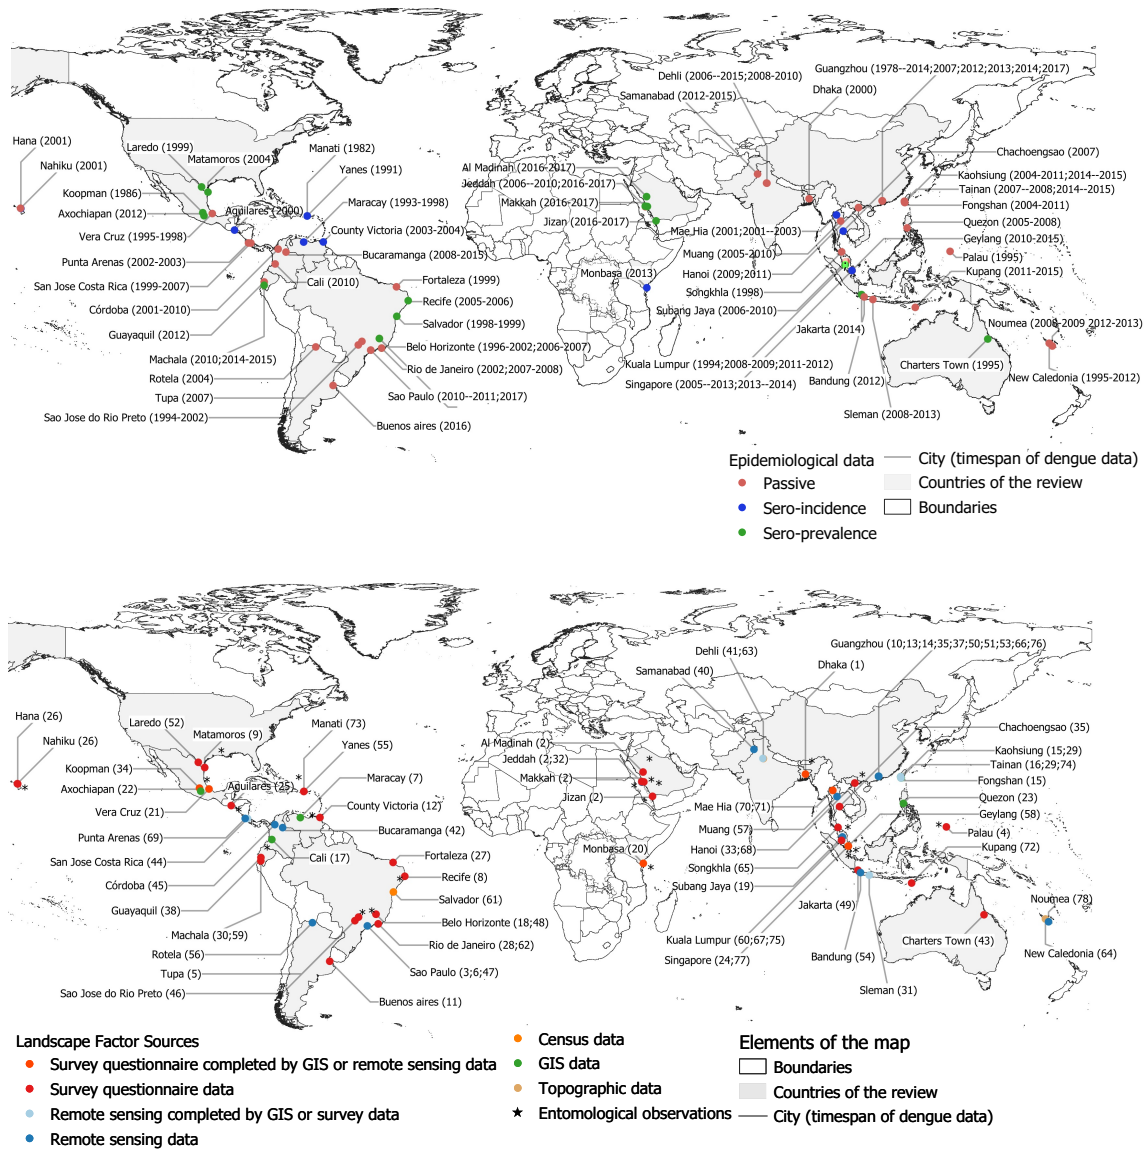 Guangzhou (1978--2014;2007;2012;2013;2014;2017)
Dehli (2006--2015;2008-2010)
Dhaka (2000)
Samanabad (2012-2015)
Hana (2001)
Nahiku (2001)
Laredo (1999)
Matamoros (2004)
Manati (1982)
Yanes (1991)
Koopman (1986)
Axochiapan (2012)
Aguilares (2000)
Maracay (1993-1998)
Vera Cruz (1995-1998)
County Victoria (2003-2004)
Punta Arenas (2002-2003)
Bucaramanga (2008-2015)
San Jose Costa Rica (1999-2007)
Cali (2010)
Fortaleza (1999)
Córdoba (2001-2010)
Recife (2005-2006)
Guayaquil (2012)
Salvador (1998-1999)
Machala (2010;2014-2015)
Belo Horizonte (1996-2002;2006-2007)
Rotela (2004)
Rio de Janeiro (2002;2007-2008)
Tupa (2007)
Sao Paulo (2010--2011;2017)
Sao Jose do Rio Preto (1994-2002)
Buenos aires (2016)
Al Madinah (2016-2017)
Jeddah (2006--2010;2016-2017)
Makkah (2016-2017)
Jizan (2016-2017)
Monbasa (2013)
Chachoengsao (2007)
Kaohsiung (2004-2011;2014--2015)
Tainan (2007--2008;2014--2015)
Fongshan (2004-2011)
Mae Hia (2001;2001--2003)
Quezon (2005-2008)
Muang (2005-2010)
Geylang (2010-2015)
Palau (1995)
Hanoi (2009;2011)
Kupang (2011-2015)
Songkhla (1998)
Subang Jaya (2006-2010)
Jakarta (2014)
Noumea (2008-2009 2012-2013)
Kuala Lumpur (1994;2008-2009;2011-2012)
Charters Town (1995)
Singapore (2005--2013;2013--2014)
Bandung (2012)
New Caledonia (1995-2012)
Sleman (2008-2013)
Epidemiological data
Passive
Sero-incidence
Sero-prevalence
City (timespan of dengue data)
Countries of the review
Boundaries
Guangzhou (10;13;14;35;37;50;51;53;66;76)
Dehli (41;63)
Dhaka (1)
Samanabad (40)
Hana (26)
Nahiku (26)
Laredo (52)
Matamoros (9)
Manati (73)
Yanes (55)
Koopman (34)
Axochiapan (22)
Aguilares (25)
Maracay (7)
Vera Cruz (21)
County Victoria (12)
Punta Arenas (69)
Bucaramanga (42)
San Jose Costa Rica (44)
Cali (17)
Fortaleza (27)
Córdoba (45)
Recife (8)
Guayaquil (38)
Salvador (61)
Machala (30;59)
Belo Horizonte (18;48)
Rotela (56)
Rio de Janeiro (28;62)
Tupa (5)
Sao Paulo (3;6;47)
Sao Jose do Rio Preto (46)
Buenos aires (11)
Al Madinah (2)
Jeddah (2;32)
Makkah (2)
Jizan (2)
Monbasa (20)
Chachoengsao (35)
Kaohsiung (15;29)
Tainan (16;29;74)
Fongshan (15)
Quezon (23)
Mae Hia (70;71)
Geylang (58)
Muang (57)
Palau (4)
Hanoi (33;68)
Kupang (72)
Songkhla (65)
Subang Jaya (19)
Jakarta (49)
Noumea (78)
Kuala Lumpur (60;67;75)
Charters Town (43)
Singapore (24;77)
Bandung (54)
New Caledonia (64)
Sleman (31)
Landscape Factor Sources
Survey questionnaire completed by GIS or remote sensing data
Survey questionnaire data
Remote sensing completed by GIS or survey data
Remote sensing data
Census data
GIS data
Topographic data
Entomological observations
Elements of the map
Boundaries
Countries of the review
City (timespan of dengue data)